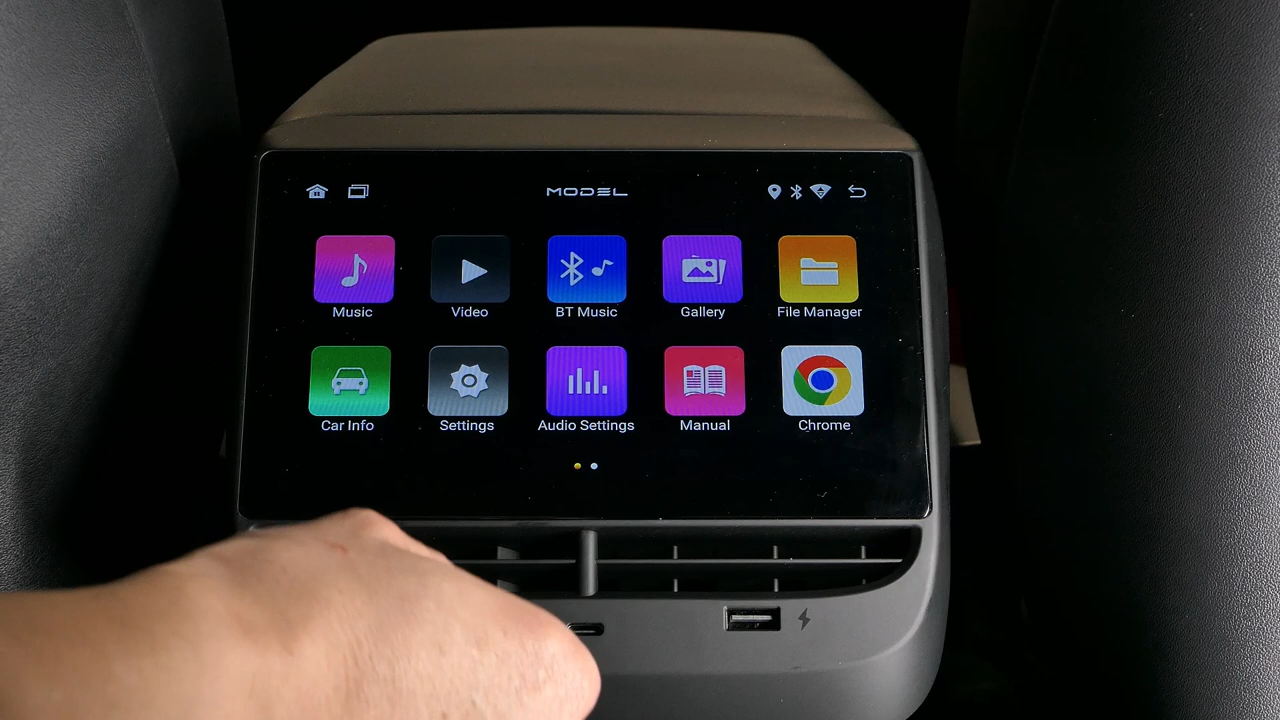 MODEL
Music Video BT Music Gallery File Manager
Car Info Settings Audio Settings Manual Chrome